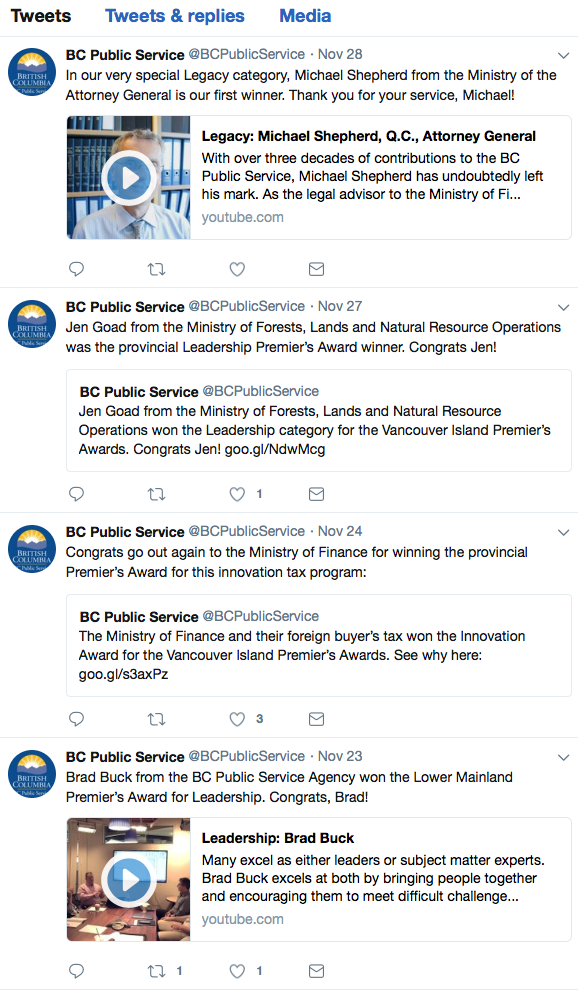 Tweets Tweets & replies Media
BC Public Service @BCPublicService · Nov 28
In our very special Legacy category, Michael Shepherd from the Ministry of the
Attorney General is our first winner. Thank you for your service, Michael!
Legacy: Michael Shepherd, Q.C., Attorney General
With over three decades of contributions to the BC
Public Service, Michael Shepherd has undoubtedly left
his mark. As the legal advisor to the Ministry of Fi...
youtube.com
BRITISH
COLUMBIA
BC Public Service @BCPublicService · Nov 27
Jen Goad from the Ministry of Forests, Lands and Natural Resource Operations
was the provincial Leadership Premier's Award winner. Congrats Jen!
BC Public Service @BCPublicService
Jen Goad from the Ministry of Forests, Lands and Natural Resource
Operations won the Leadership category for the Vancouver Island Premier's
Awards. Congrats Jen! goo.gl/NdwMcg
1
BRITISH
COLUMBIA
BC Public Service @BCPublicService · Nov 24
Congrats go out again to the Ministry of Finance for winning the provincial
Premier's Award for this innovation tax program:
BC Public Service @BCPublicService
The Ministry of Finance and their foreign buyer's tax won the Innovation
Award for the Vancouver Island Premier's Awards. See why here:
goo.gl/s3axPz
3
BRITISH
COLUMBIA
BC Public Service @BCPublicService · Nov 23
Brad Buck from the BC Public Service Agency won the Lower Mainland
Premier's Award for Leadership. Congrats, Brad!
Leadership: Brad Buck
Many excel as either leaders or subject matter experts.
Brad Buck excels at both by bringing people together
and encouraging them to meet difficult challenge...
youtube.com
1 1
BRITISH
COLUMBIA